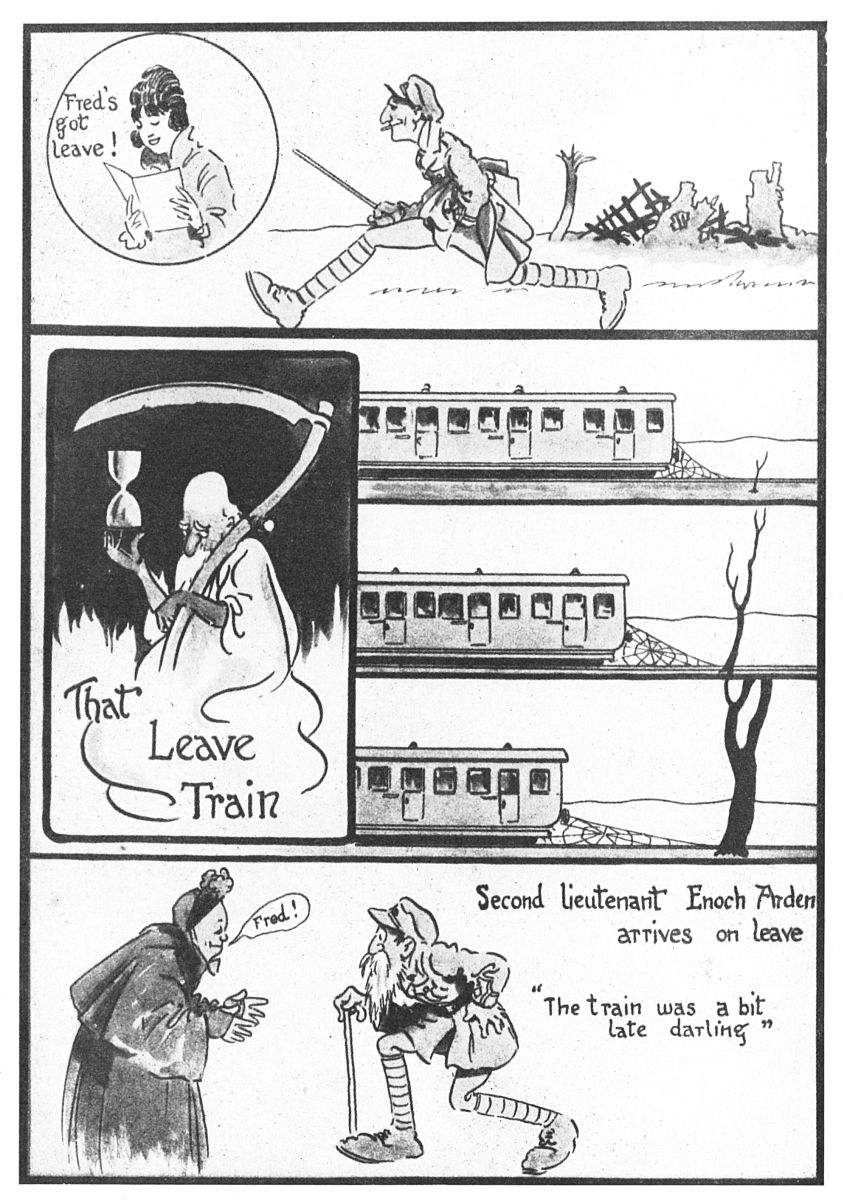 Fred's
got
leave!
That
Leave
Train
Fred!
Second lieutenant Enoch Arden
arrives on leave
"The train was a bit
late darling"